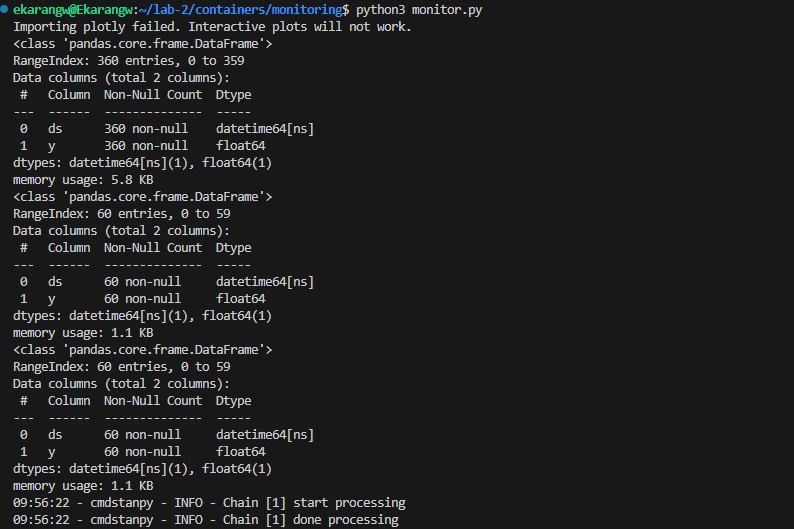 ekarangw@Ekarangw:~/lab-2/containers/monitoring$ python3 monitor.py
Importing plotly failed. Interactive plots will not work.
<class 'pandas.core.frame.DataFrame'>
RangeIndex: 360 entries, 0 to 359
Data columns (total 2 columns):
 #   Column  Non-Null Count  Dtype
---  ------  --------------  -----
 0   ds      360 non-null    datetime64[ns]
 1   y       360 non-null    float64
dtypes: datetime64[ns](1), float64(1)
memory usage: 5.8 KB
<class 'pandas.core.frame.DataFrame'>
RangeIndex: 60 entries, 0 to 59
Data columns (total 2 columns):
 #   Column  Non-Null Count  Dtype
---  ------  --------------  -----
 0   ds      60 non-null     datetime64[ns]
 1   y       60 non-null     float64
dtypes: datetime64[ns](1), float64(1)
memory usage: 1.1 KB
<class 'pandas.core.frame.DataFrame'>
RangeIndex: 60 entries, 0 to 59
Data columns (total 2 columns):
 #   Column  Non-Null Count  Dtype
---  ------  --------------  -----
 0   ds      60 non-null     datetime64[ns]
 1   y       60 non-null     float64
dtypes: datetime64[ns](1), float64(1)
memory usage: 1.1 KB
09:56:22 - cmdstanpy - INFO - Chain [1] start processing
09:56:22 - cmdstanpy - INFO - Chain [1] done processing